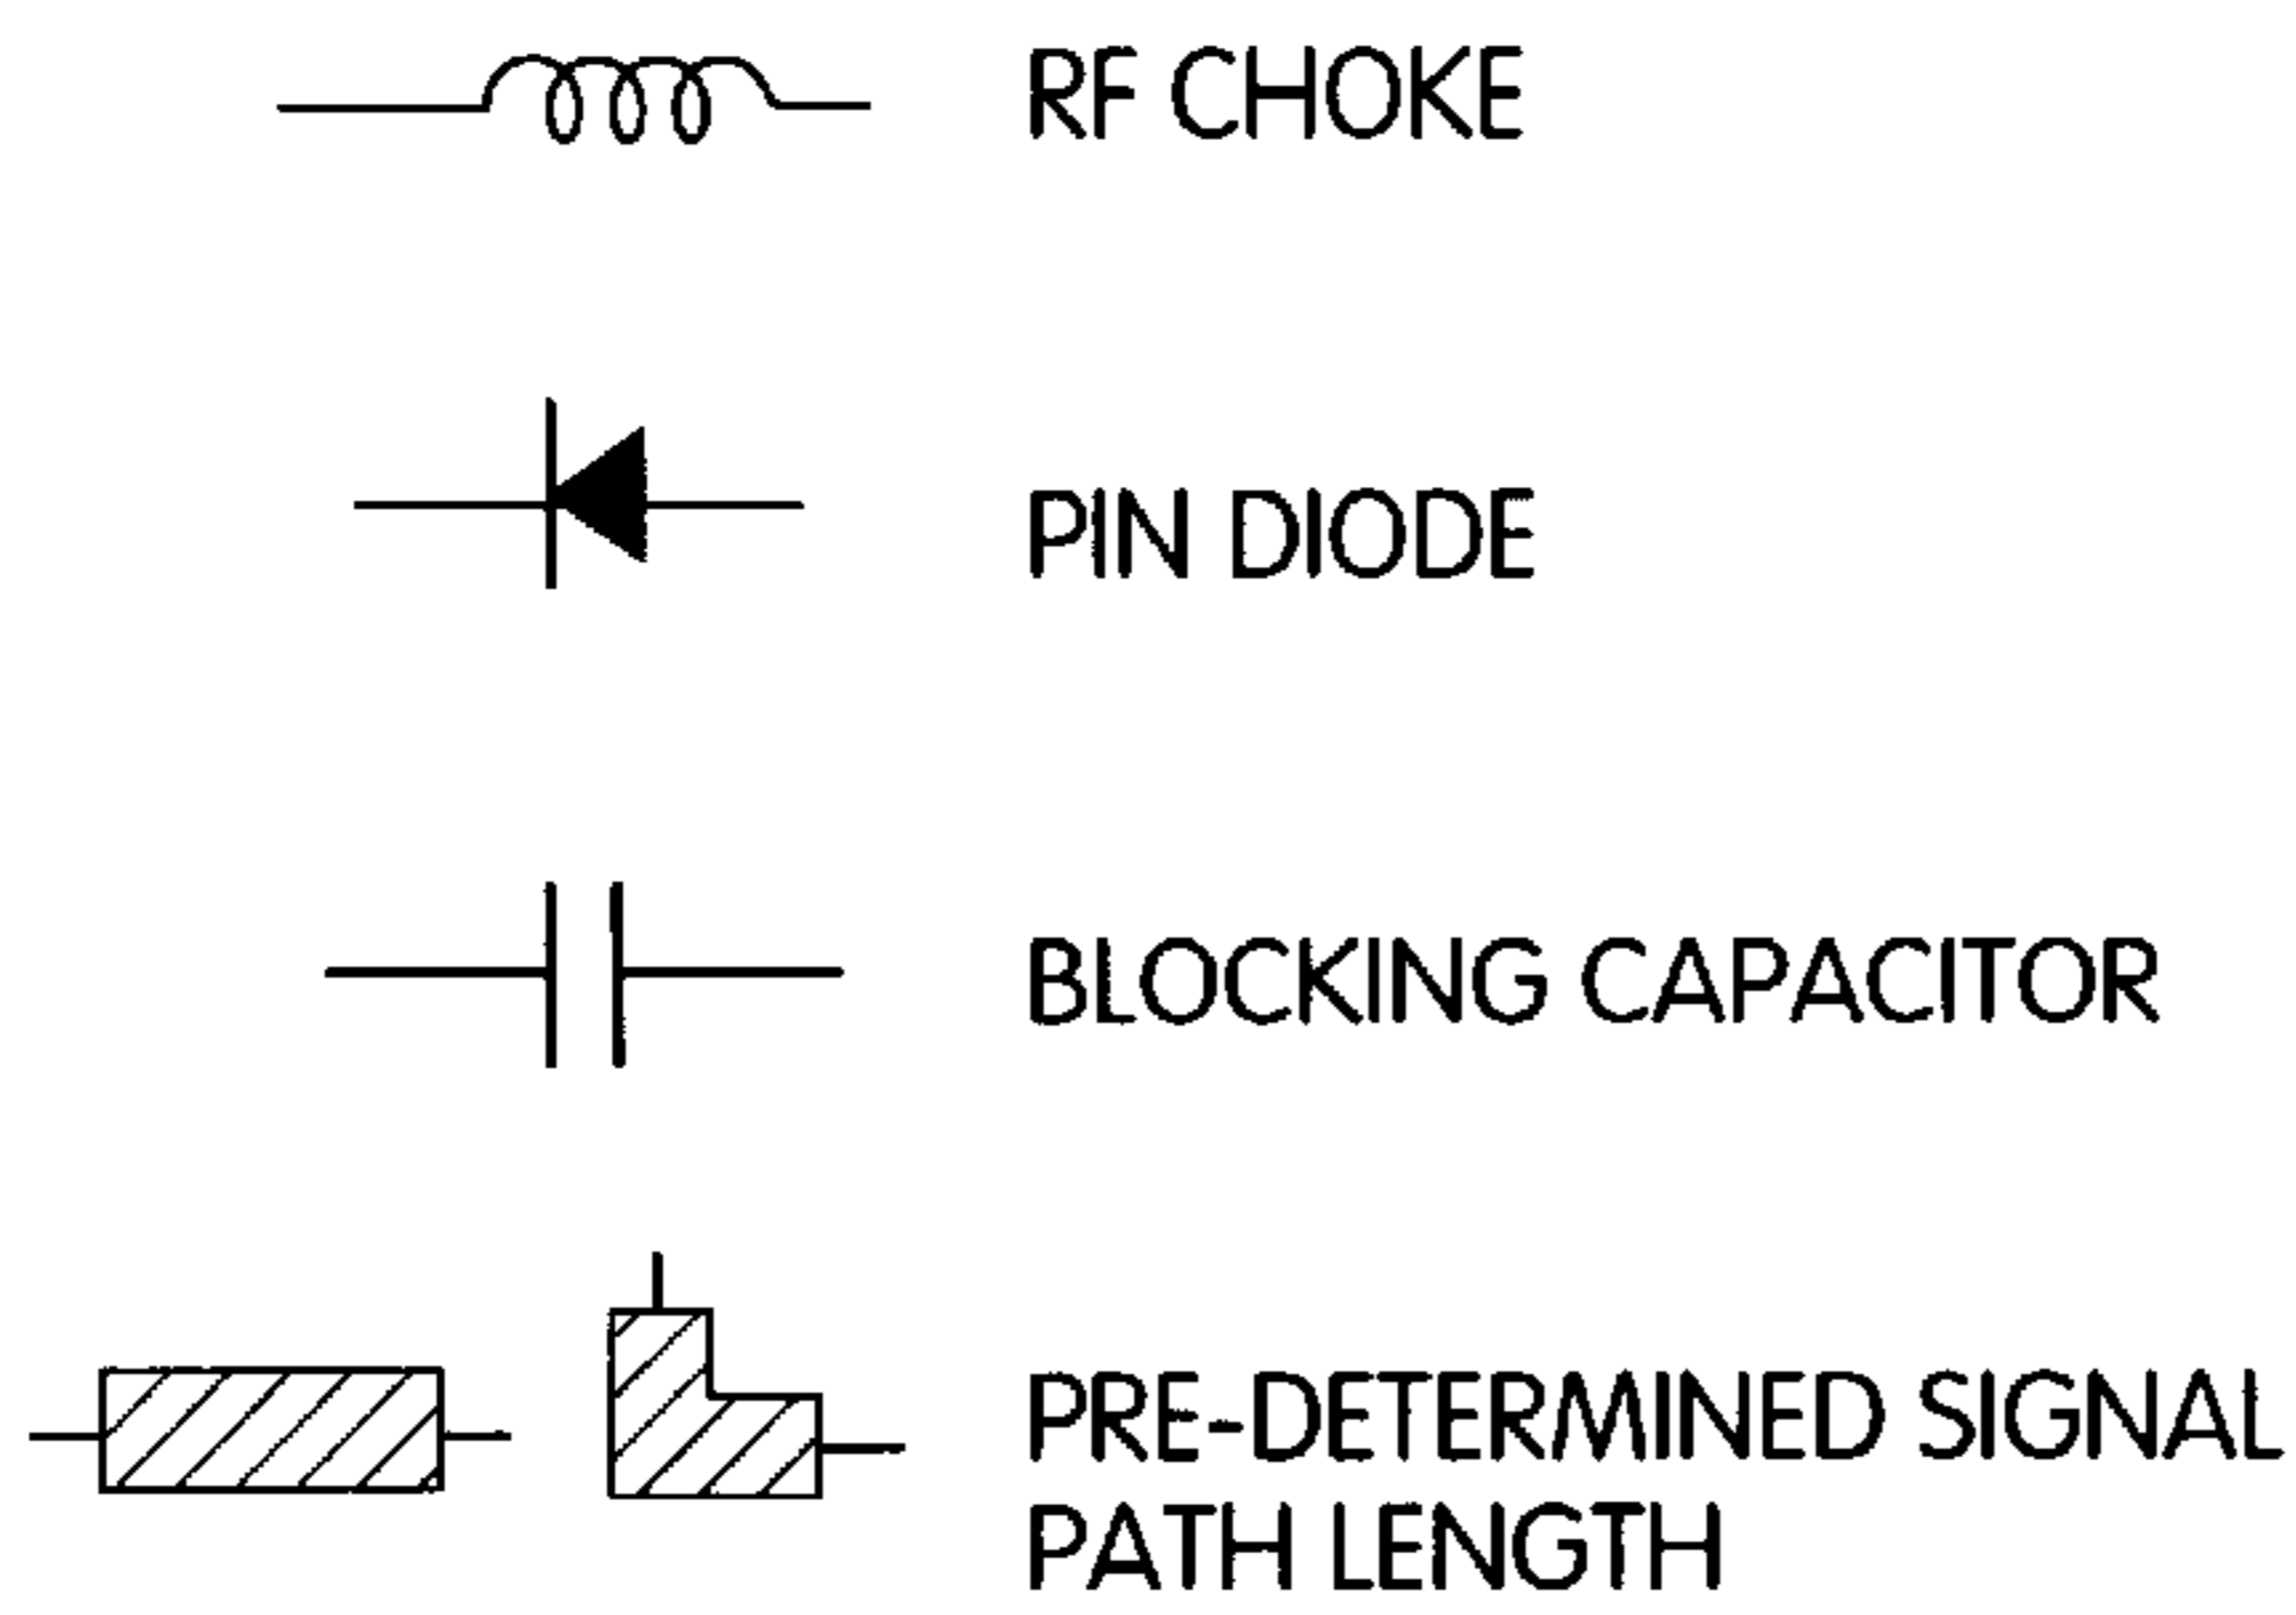 RF CHOKE
PIN DIODE
BLOCKING CAPACITOR
PRE-DETERMINED SIGNAL
PATH LENGTH